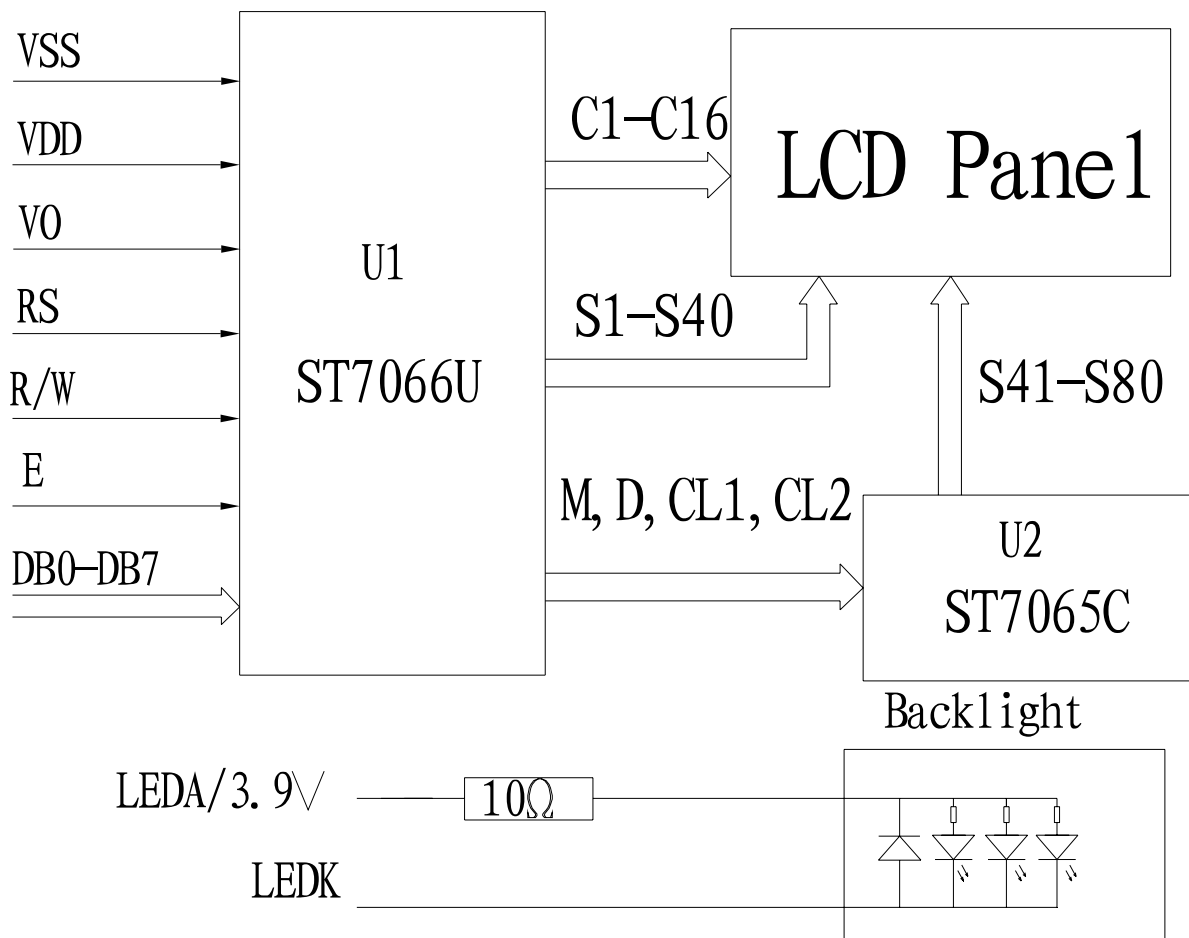 VSS
VDD
VO
RS
R/W
E
DB0-DB7
U1
ST7066U
C1-C16
S1-S40
M, D, CL1, CL2
LCD Panel
S41-S80
U2
ST7065C
Backlight
LEDA/3.9V
10Ω
LEDK